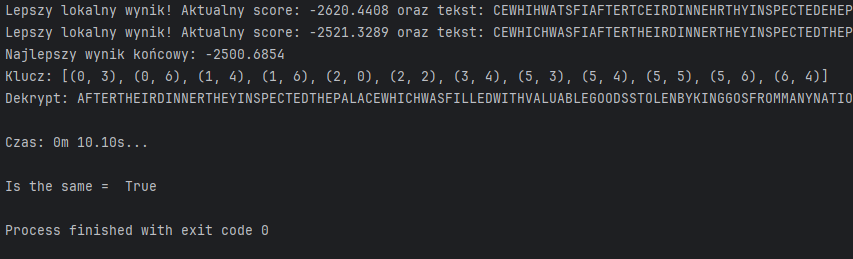 Lepszy lokalny wynik! Aktualny score: -2620.4408 oraz tekst: CEWHIHWATSFIAFTERTCEIRDINNEHRTHYINSPECTEDEHEP
Lepszy lokalny wynik! Aktualny score: -2521.3289 oraz tekst: CEWHICHWASFIAFTERTHEIRDINNERTHEYINSPECTEDTHEP
Najlepszy wynik końcowy: -2500.6854
Klucz: [(0, 3), (0, 6), (1, 4), (1, 6), (2, 0), (2, 2), (3, 4), (5, 3), (5, 4), (5, 5), (5, 6), (6, 4)]
Dekrypt: AFTERTHEIRDINNERTHEYINSPECTEDTHEPALACEWHICHWASFILLEDWITHVALUABLEGOODSSTOLENBYKINGGOSFROMMANYNATIO
Czas: 0m 10.10s...
Is the same =  True
Process finished with exit code 0